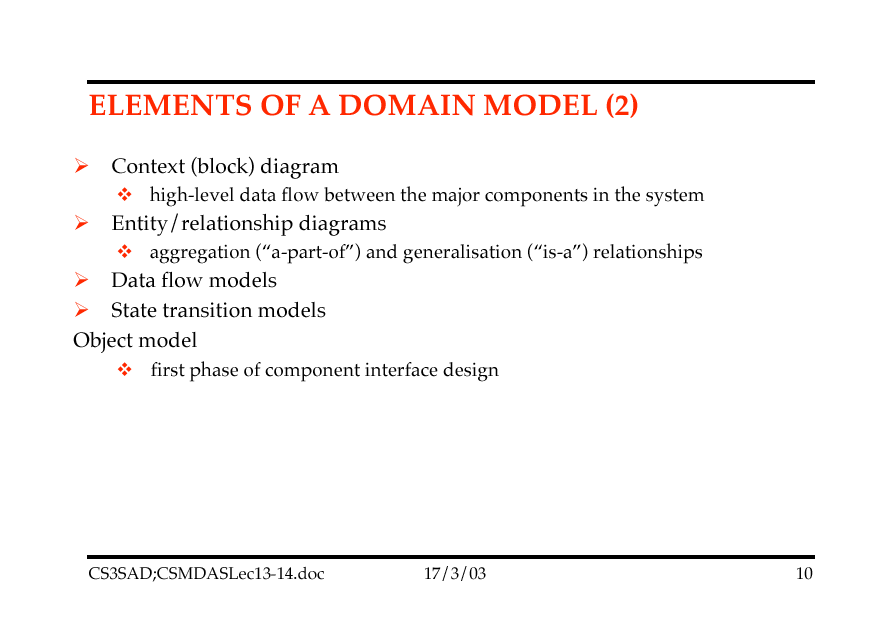 ELEMENTS OF A DOMAIN MODEL (2)
➢ Context (block) diagram
❖ high-level data flow between the major components in the system
➢ Entity/relationship diagrams
❖ aggregation (“a-part-of”) and generalisation (“is-a”) relationships
➢ Data flow models
➢ State transition models
Object model
❖ first phase of component interface design
CS3SAD;CSMDASLec13-14.doc 17/3/03 10